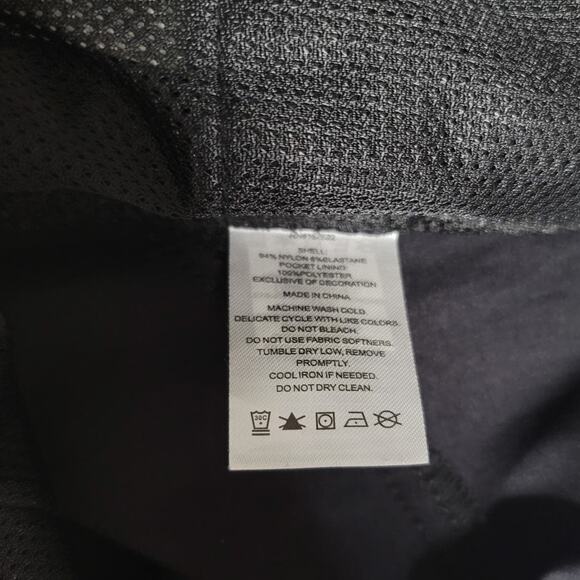 SHELL:
94% NYLON 6%ELASTANE
POCKET LINING:
100%POLYESTER
EXCLUSIVE OF DECORATION
MADE IN CHINA
MACHINE WASH COLD
DELICATE CYCLE WITH LIKE COLORS.
DO NOT BLEACH.
DO NOT USE FABRIC SOFTNERS.
TUMBLE DRY LOW, REMOVE
PROMPTLY.
COOL IRON IF NEEDED.
DO NOT DRY CLEAN.
30C